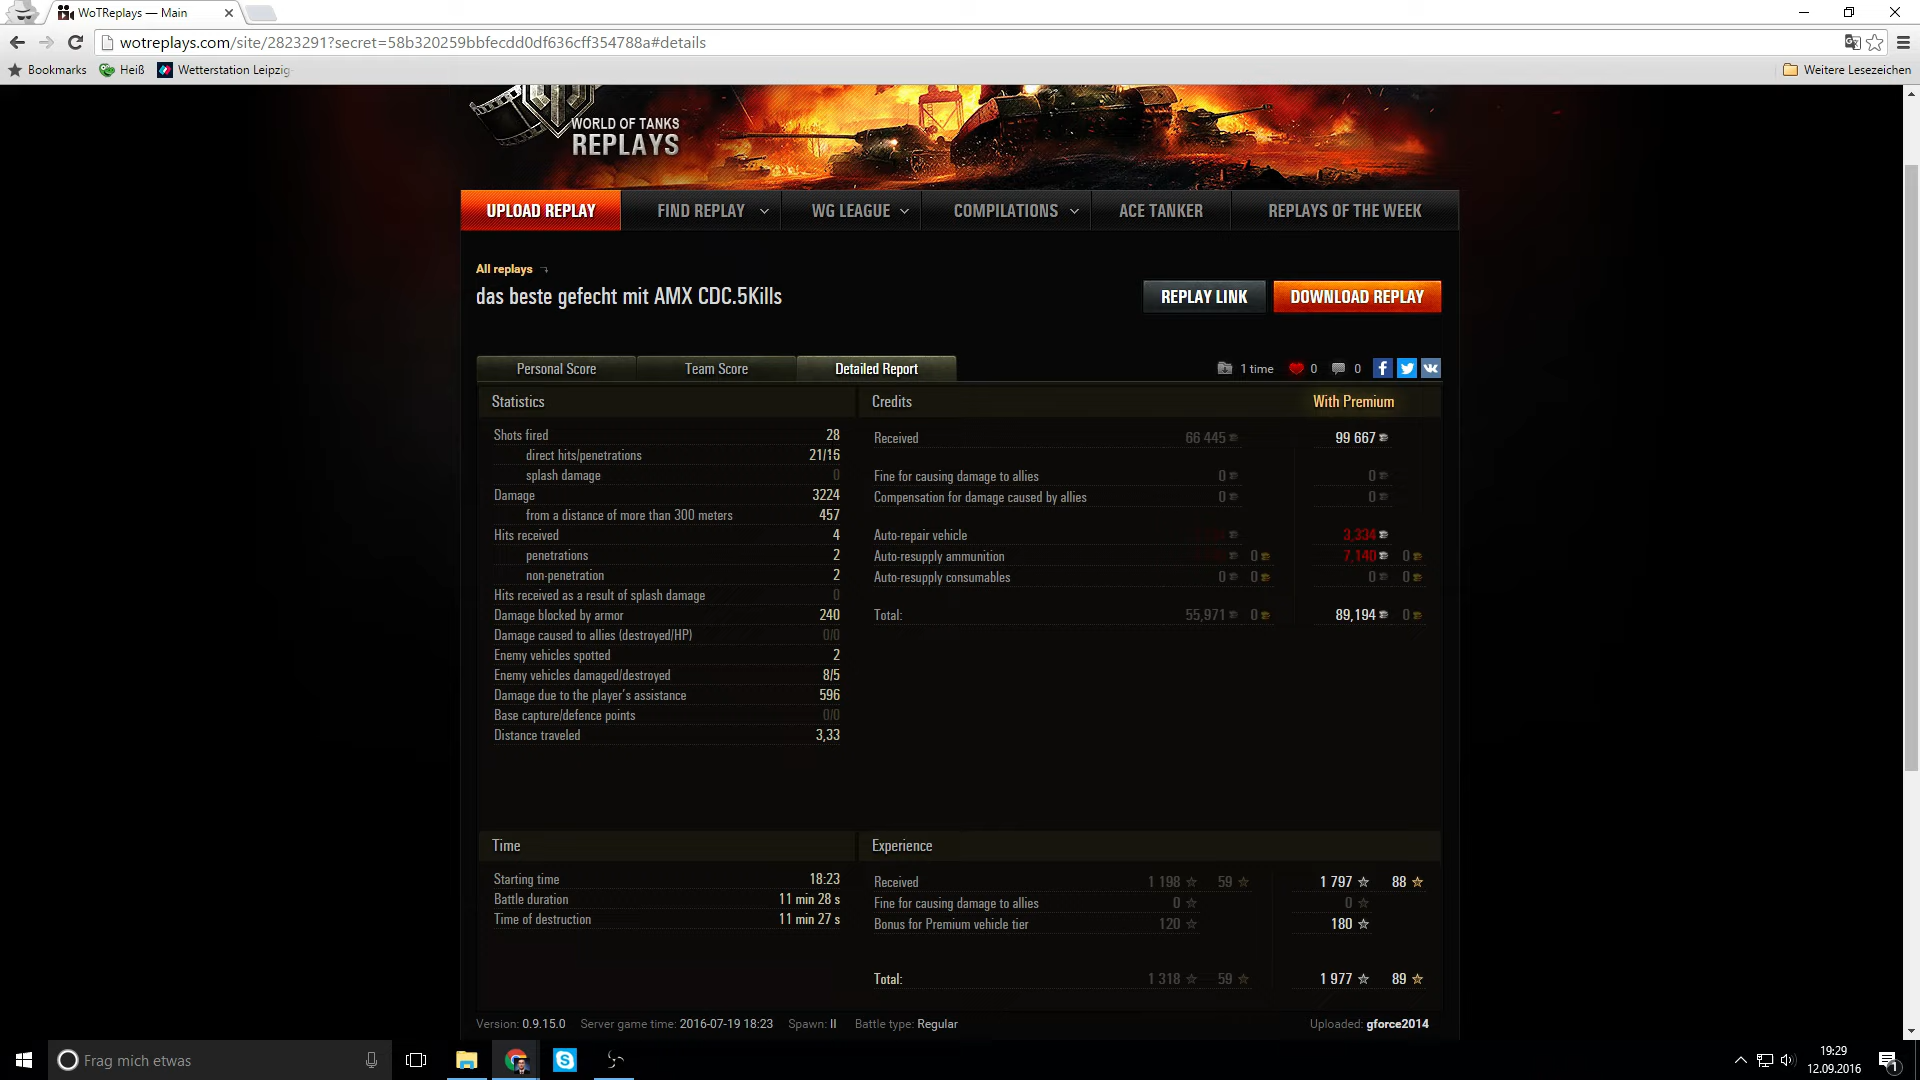 WoTReplays — Main
wotreplays.com/site/2823291?secret=58b320259bbfecdd0df636cff354788a#details
Bookmarks Heiß Wetterstation Leipzig Weitere Lesezeichen
WORLD OF TANKS
REPLAYS
UPLOAD REPLAY FIND REPLAY WG LEAGUE COMPILATIONS ACE TANKER REPLAYS OF THE WEEK
All replays
das beste gefecht mit AMX CDC.5Kills REPLAY LINK DOWNLOAD REPLAY
Personal Score Team Score Detailed Report 1 time 0 0
Statistics
Shots fired 28
direct hits/penetrations 21/16
splash damage 0
Damage 3224
from a distance of more than 300 meters 457
Hits received 4
penetrations 2
non-penetration 2
Hits received as a result of splash damage 0
Damage blocked by armor 240
Damage caused to allies (destroyed/HP) 0/0
Enemy vehicles spotted 2
Enemy vehicles damaged/destroyed 8/5
Damage due to the player's assistance 596
Base capture/defence points 0/0
Distance traveled 3,33
Credits With Premium
Received 66 445 99 667
Fine for causing damage to allies 0 0
Compensation for damage caused by allies 0 0
Auto-repair vehicle 3,334
Auto-resupply ammunition 0 7,140 0
Auto-resupply consumables 0 0 0 0
Total: 55,971 0 89,194 0
Time
Starting time 18:23
Battle duration 11 min 28 s
Time of destruction 11 min 27 s
Experience
Received 1 198 59 1 797 88
Fine for causing damage to allies 0 0
Bonus for Premium vehicle tier 120 180
Total: 1 318 59 1 977 89
Version: 0.9.15.0 Server game time: 2016-07-19 18:23 Spawn: II Battle type: Regular Uploaded: gforce2014
Frag mich etwas
19:29
12.09.2016
1